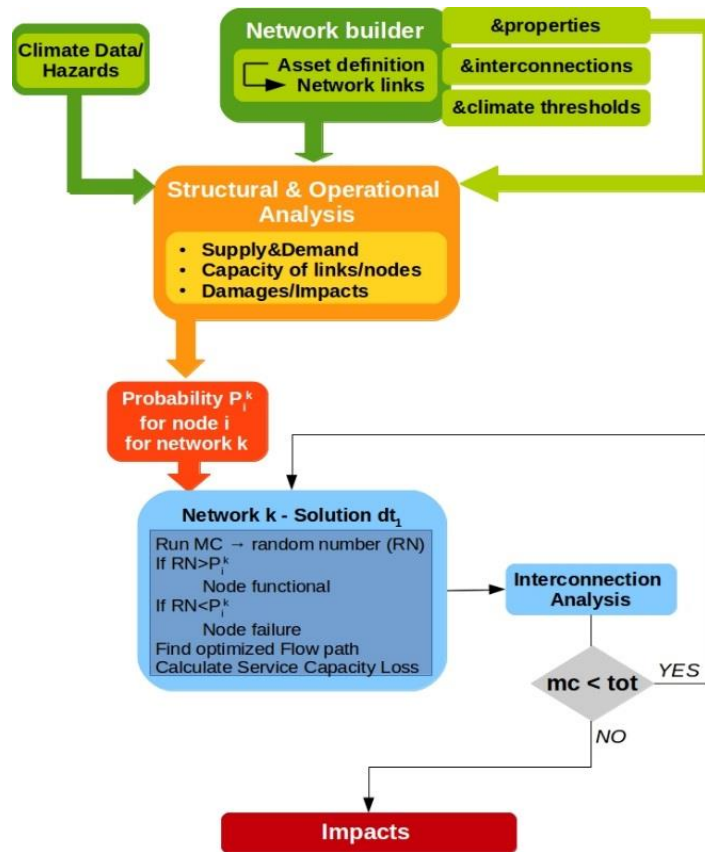 Climate Data/
Hazards
Network builder
Asset definition
Network links
&properties
&interconnections
&climate thresholds
Structural & Operational
Analysis
• Supply&Demand
• Capacity of links/nodes
• Damages/Impacts
Probability P_i^k
for node i
for network k
Network k - Solution dt_1
Run MC → random number (RN)
If RN>P_i^k
Node functional
If RN<P_i^k
Node failure
Find optimized Flow path
Calculate Service Capacity Loss
Interconnection
Analysis
mc < tot
YES
NO
Impacts